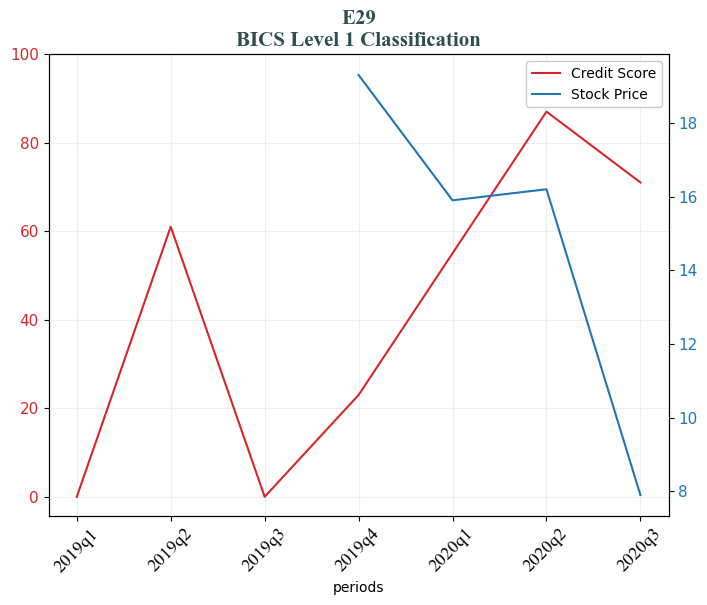 E29
BICS Level 1 Classification
Credit Score
Stock Price
100
80
60
40
20
0
18
16
14
12
10
8
2019q1
2019q2
2019q3
2019q4
2020q1
2020q2
2020q3
periods